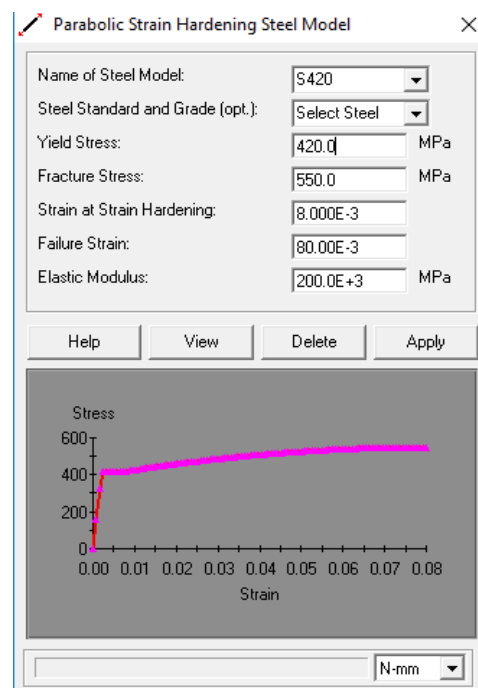 Parabolic Strain Hardening Steel Model
Name of Steel Model: S420
Steel Standard and Grade (opt.): Select Steel
Yield Stress: 420.0 MPa
Fracture Stress: 550.0 MPa
Strain at Strain Hardening: 8.000E-3
Failure Strain: 80.00E-3
Elastic Modulus: 200.0E+3 MPa
Help View Delete Apply
Stress
600
400
200
0
0.00 0.01 0.02 0.03 0.04 0.05 0.06 0.07 0.08
Strain
N-mm